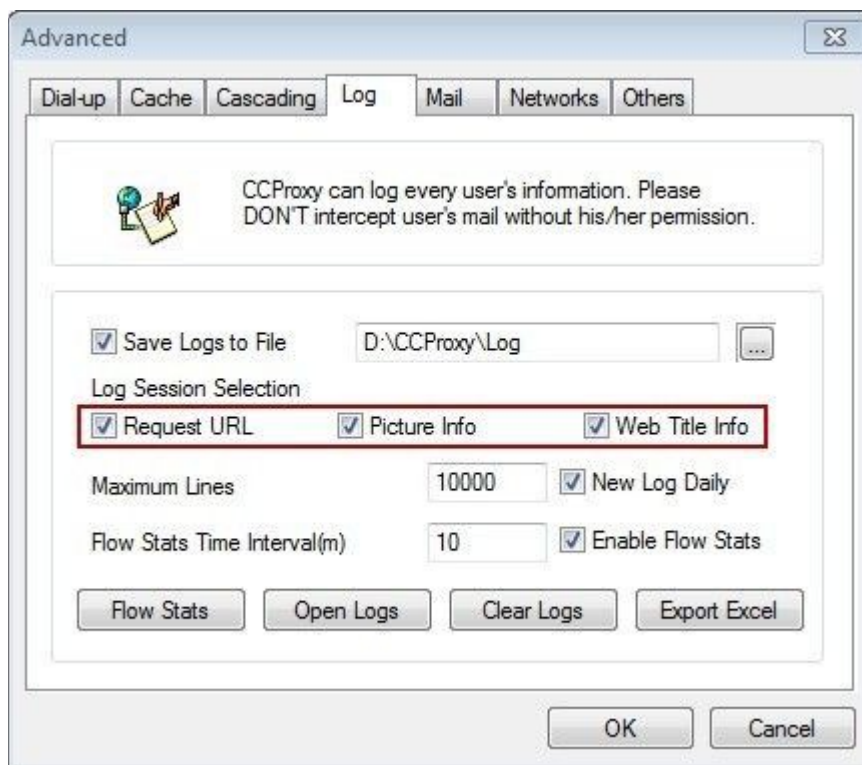 Advanced
Dial-up Cache Cascading Log Mail Networks Others
CCProxy can log every user's information. Please
DON'T intercept user's mail without his/her permission.
Save Logs to File D:\CCProxy\Log ...
Log Session Selection
Request URL Picture Info Web Title Info
Maximum Lines 10000 New Log Daily
Flow Stats Time Interval(m) 10 Enable Flow Stats
Flow Stats Open Logs Clear Logs Export Excel
OK Cancel